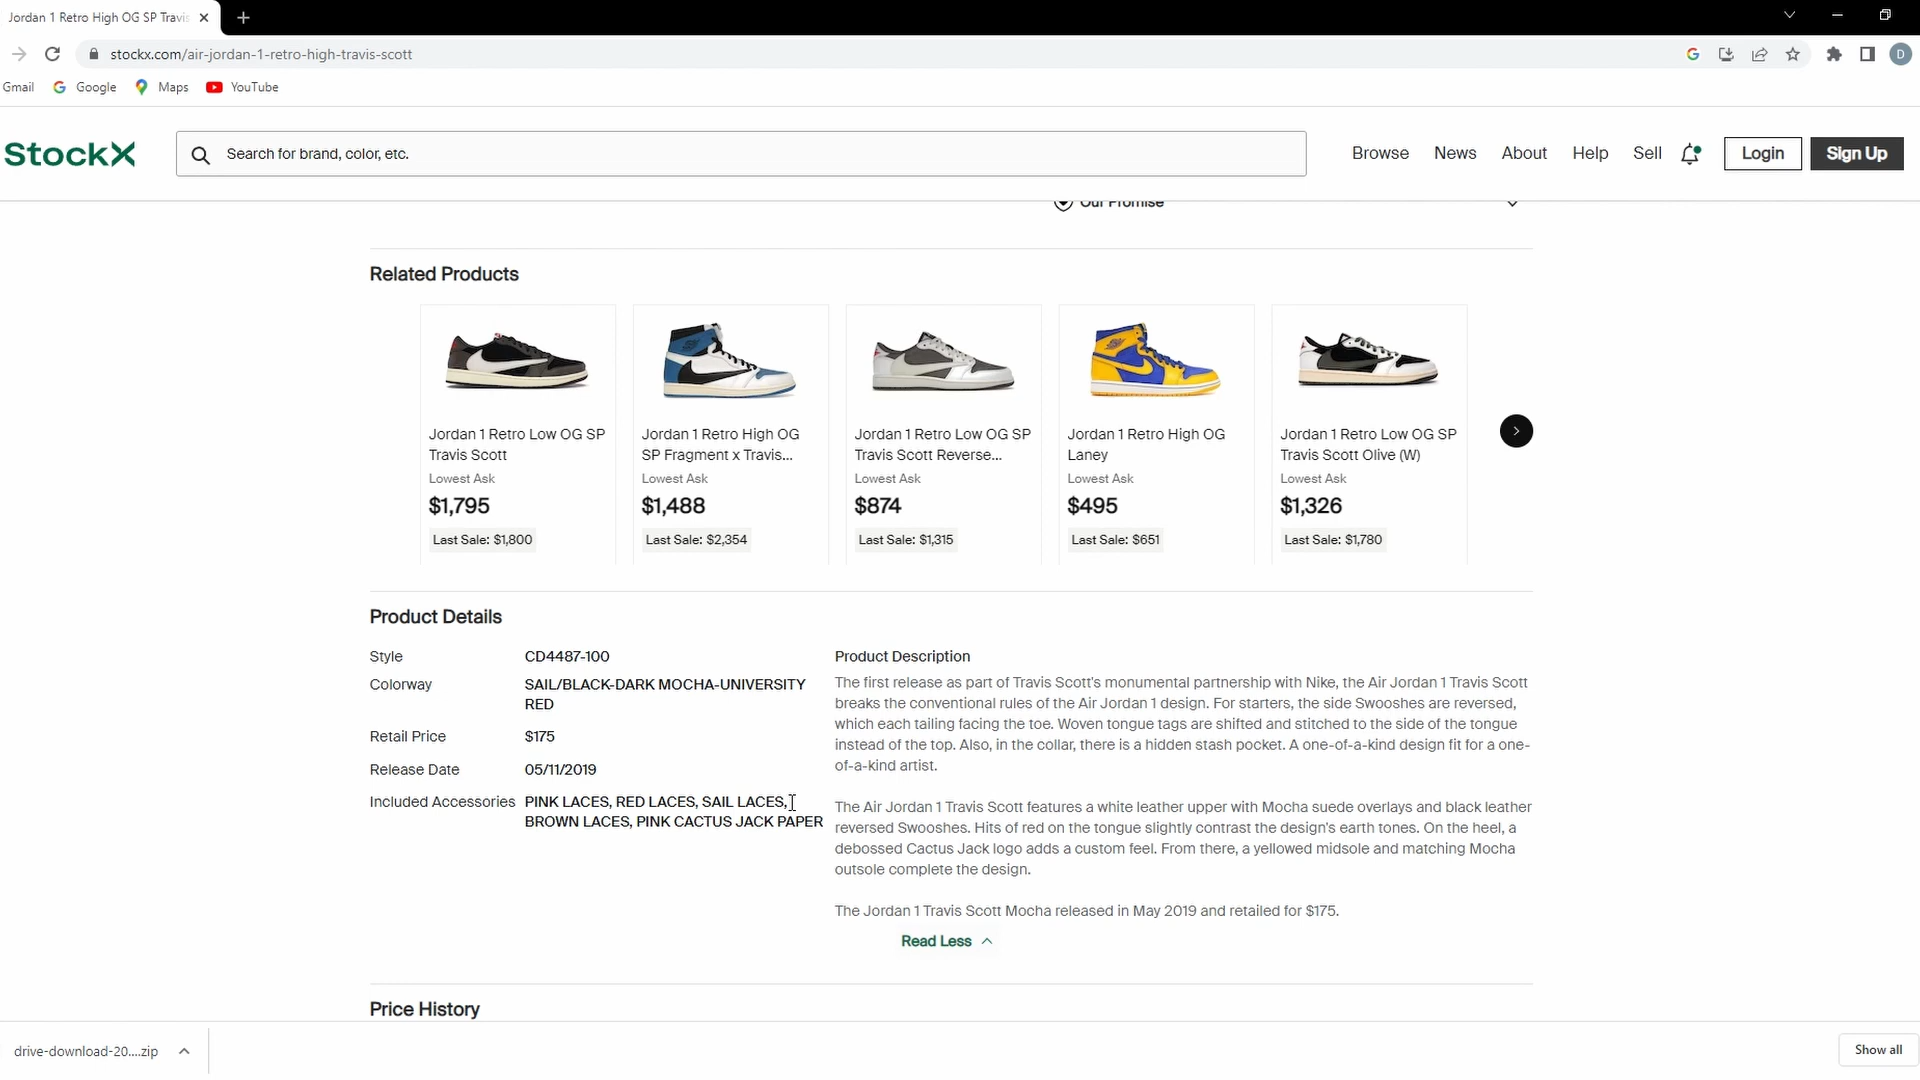 Jordan 1 Retro High OG SP Travis
stockx.com/air-jordan-1-retro-high-travis-scott
D
Gmail Google Maps YouTube
StockX
Search for brand, color, etc.
Browse News About Help Sell Login Sign Up
Our Promise
Related Products
Jordan 1 Retro Low OG SP
Travis Scott
Lowest Ask
$1,795
Last Sale: $1,800
Jordan 1 Retro High OG
SP Fragment x Travis...
Lowest Ask
$1,488
Last Sale: $2,354
Jordan 1 Retro Low OG SP
Travis Scott Reverse...
Lowest Ask
$874
Last Sale: $1,315
Jordan 1 Retro High OG
Laney
Lowest Ask
$495
Last Sale: $651
Jordan 1 Retro Low OG SP
Travis Scott Olive (W)
Lowest Ask
$1,326
Last Sale: $1,780
Product Details
Style CD4487-100
Colorway SAIL/BLACK-DARK MOCHA-UNIVERSITY
RED
Retail Price $175
Release Date 05/11/2019
Included Accessories PINK LACES, RED LACES, SAIL LACES,
BROWN LACES, PINK CACTUS JACK PAPER
Product Description
The first release as part of Travis Scott's monumental partnership with Nike, the Air Jordan 1 Travis Scott
breaks the conventional rules of the Air Jordan 1 design. For starters, the side Swooshes are reversed,
which each tailing facing the toe. Woven tongue tags are shifted and stitched to the side of the tongue
instead of the top. Also, in the collar, there is a hidden stash pocket. A one-of-a-kind design fit for a one-
of-a-kind artist.
The Air Jordan 1 Travis Scott features a white leather upper with Mocha suede overlays and black leather
reversed Swooshes. Hits of red on the tongue slightly contrast the design's earth tones. On the heel, a
debossed Cactus Jack logo adds a custom feel. From there, a yellowed midsole and matching Mocha
outsole complete the design.
The Jordan 1 Travis Scott Mocha released in May 2019 and retailed for $175.
Read Less
Price History
drive-download-20....zip
Show all